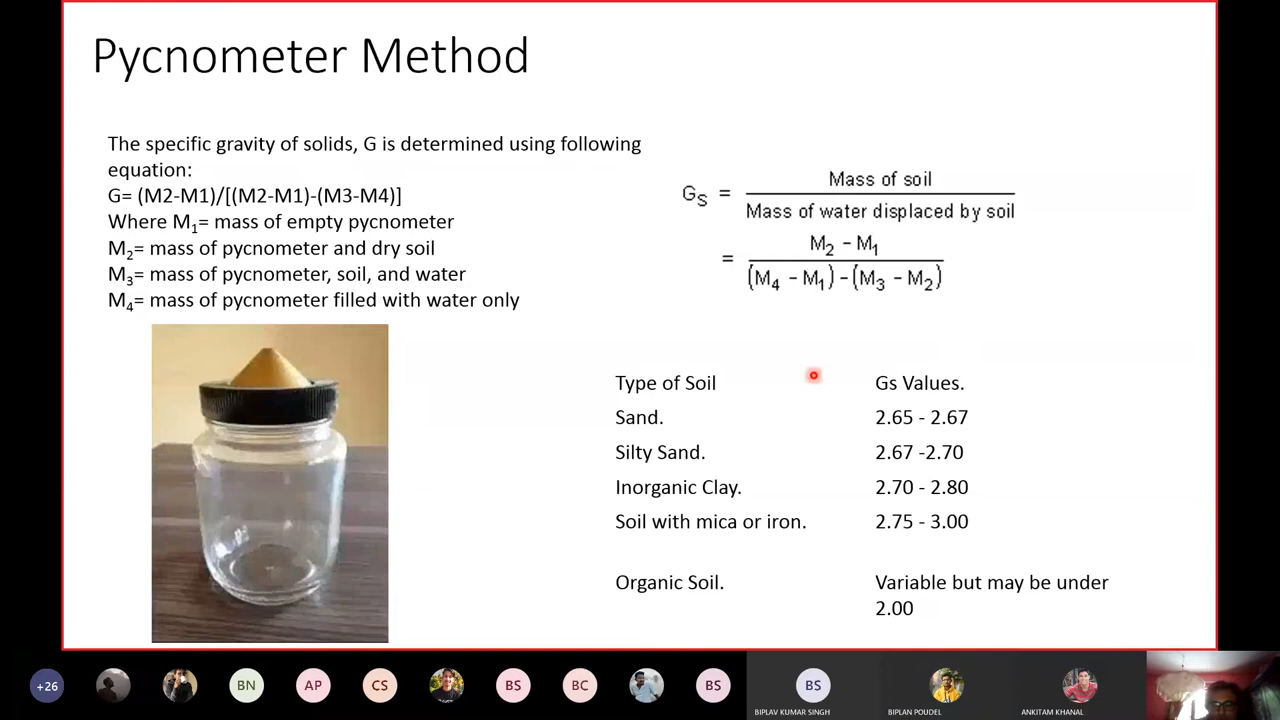 Pycnometer Method
The specific gravity of solids, G is determined using following
equation:
G= (M2-M1)/[(M2-M1)-(M3-M4)]
Where M₁= mass of empty pycnometer
M₂= mass of pycnometer and dry soil
M₃= mass of pycnometer, soil, and water
M₄= mass of pycnometer filled with water only
G_S = Mass of soil / Mass of water displaced by soil
= M₂ - M₁ / (M₄ - M₁) - (M₃ - M₂)
Type of Soil Gs Values.
Sand. 2.65 - 2.67
Silty Sand. 2.67 -2.70
Inorganic Clay. 2.70 - 2.80
Soil with mica or iron. 2.75 - 3.00
Organic Soil. Variable but may be under
2.00
+26 BN AP CS BS BC BS BS
BIPLAV KUMAR SINGH BIPLAN POUDEL ANKITAM KHANAL